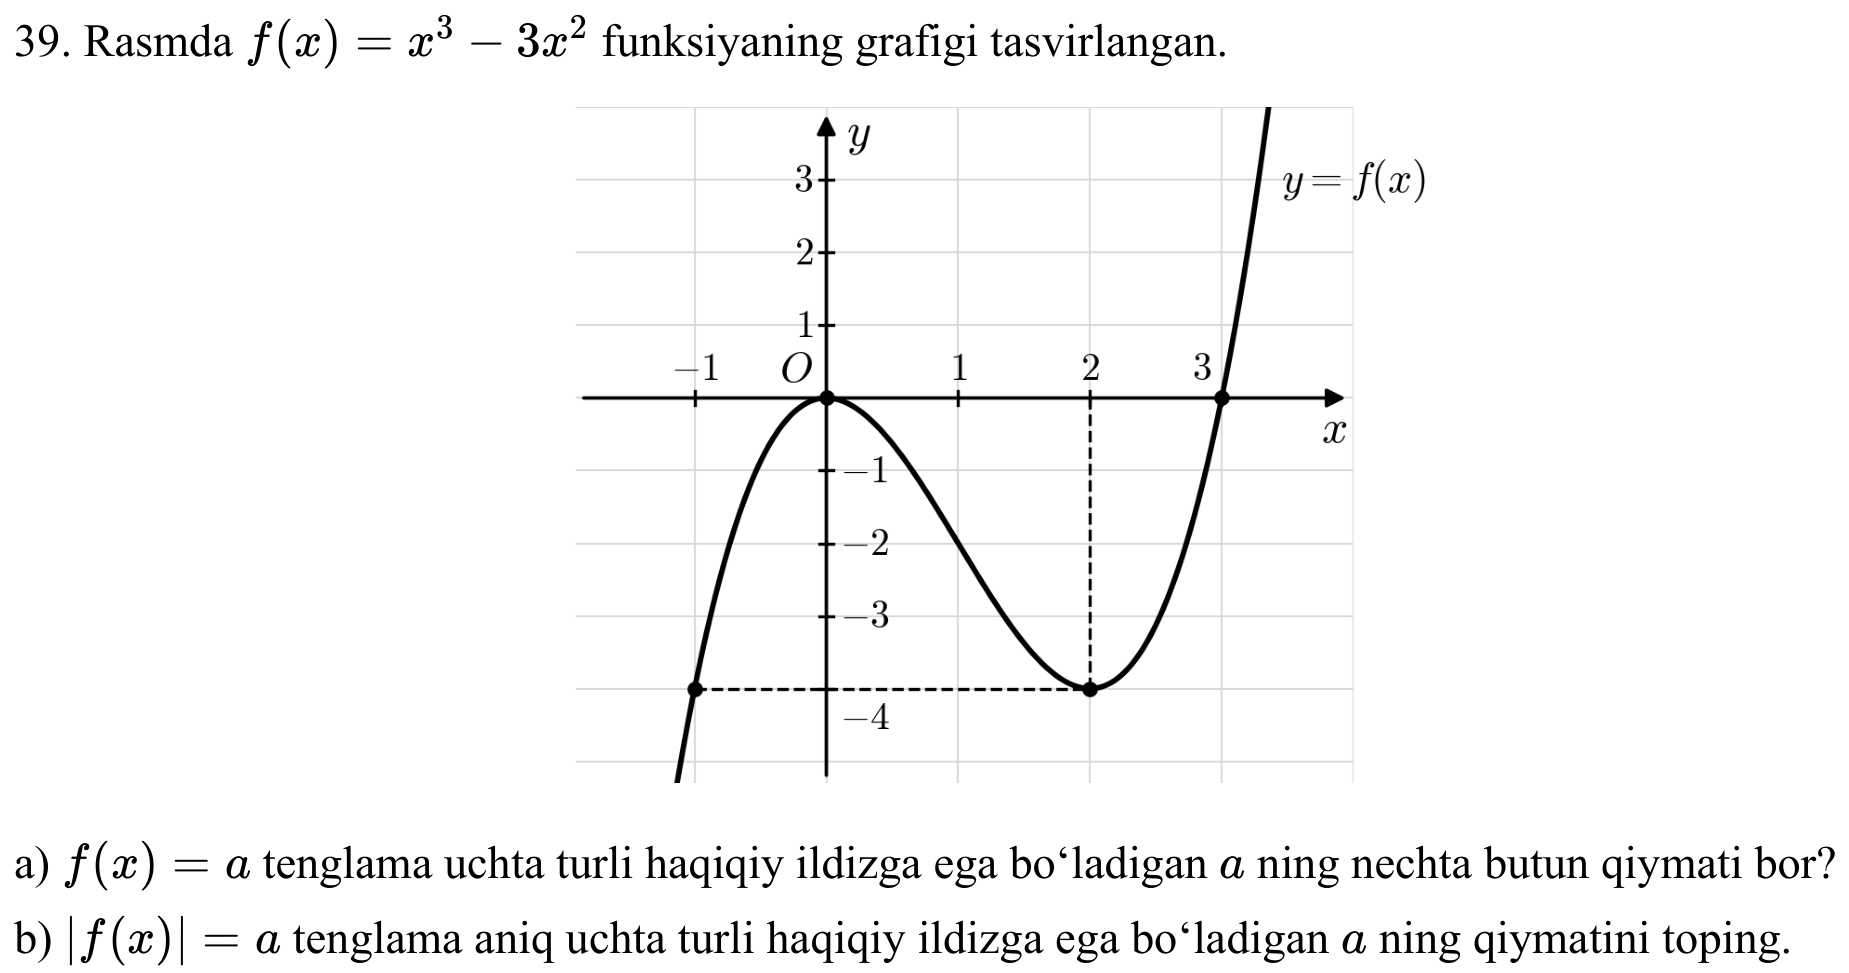 39. Rasmda f(x) = x³ − 3x² funksiyaning grafigi tasvirlangan.
y
3
y = f(x)
2
1
−1 O 1 2 3
x
−1
−2
−3
−4
a) f(x) = a tenglama uchta turli haqiqiy ildizga ega bo‘ladigan a ning nechta butun qiymati bor?
b) |f(x)| = a tenglama aniq uchta turli haqiqiy ildizga ega bo‘ladigan a ning qiymatini toping.